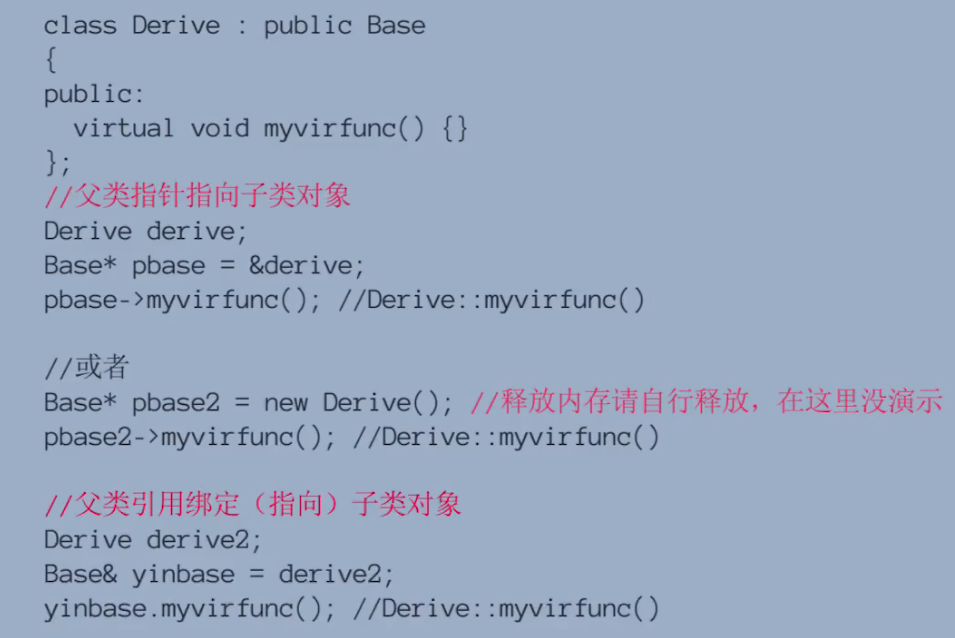 class Derive : public Base
{
public:
  virtual void myvirfunc() {}
};
//父类指针指向子类对象
Derive derive;
Base* pbase = &derive;
pbase->myvirfunc(); //Derive::myvirfunc()
//或者
Base* pbase2 = new Derive(); //释放内存请自行释放，在这里没演示
pbase2->myvirfunc(); //Derive::myvirfunc()
//父类引用绑定（指向）子类对象
Derive derive2;
Base& yinbase = derive2;
yinbase.myvirfunc(); //Derive::myvirfunc()